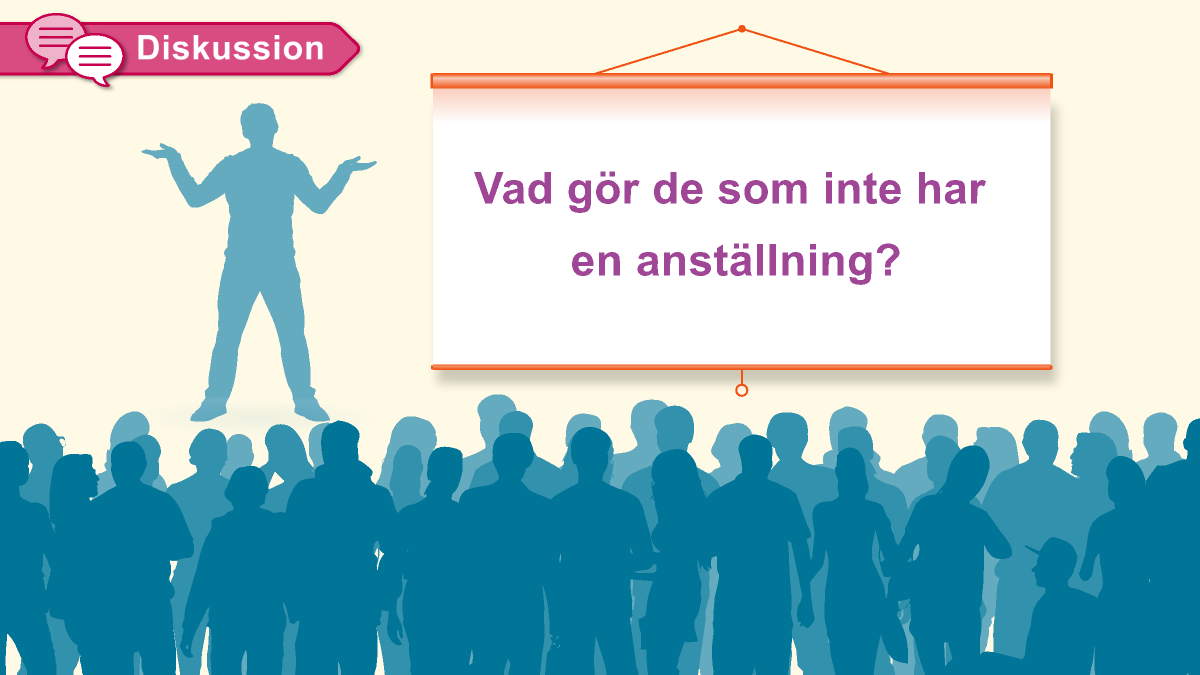 Diskussion
Vad gör de som inte har
en anställning?